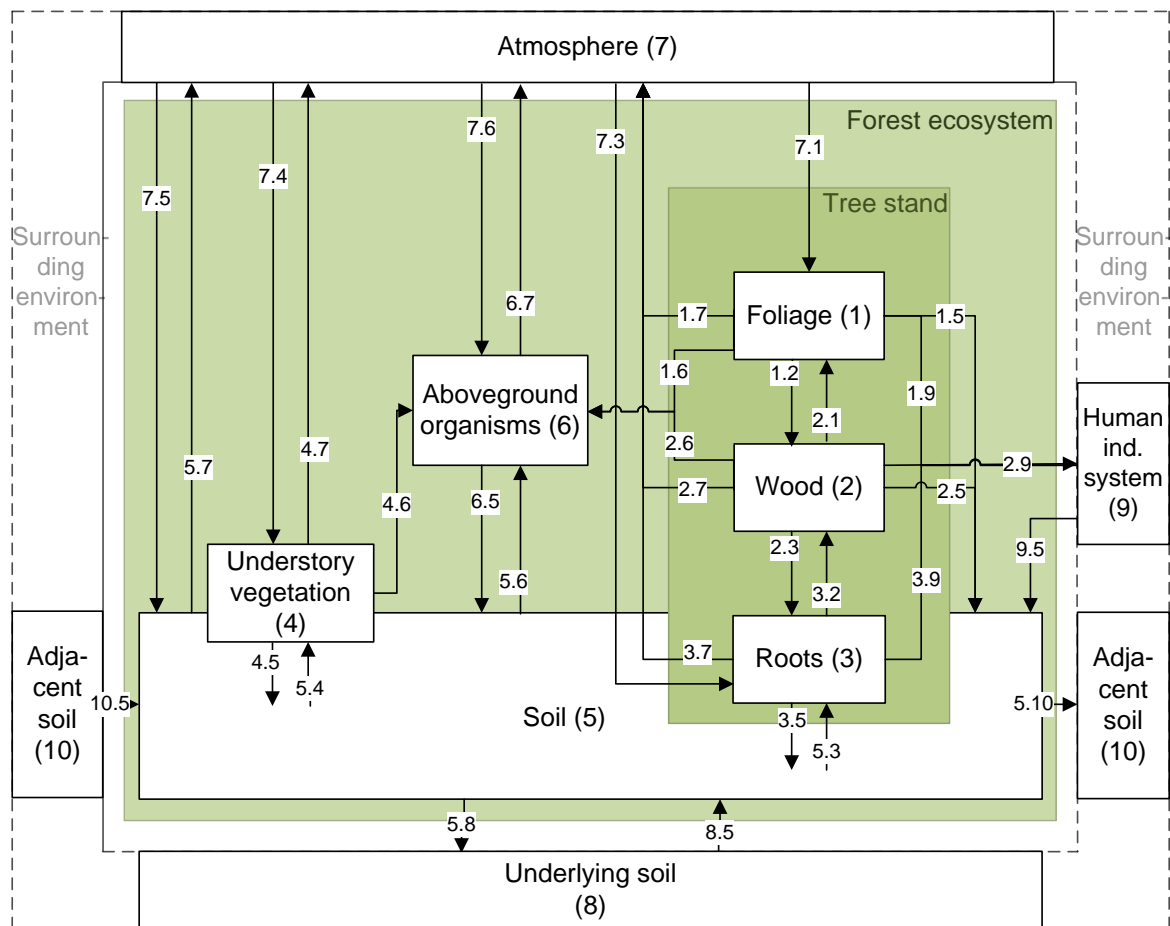 Atmosphere (7)
Forest ecosystem
7.6
7.3
7.1
7.4
7.5
Tree stand
Surroun-
ding
environ-
ment
Surroun-
ding
environ-
ment
6.7
Foliage (1)
1.7
1.5
1.6
1.2
1.9
Aboveground
organisms (6)
2.1
Human
ind.
system
(9)
4.7
2.6
5.7
2.9
Wood (2)
2.7
2.5
6.5
4.6
2.3
9.5
Understory
vegetation
(4)
5.6
3.2
3.9
Adja-
cent
soil
(10)
4.5
5.4
3.7
Roots (3)
Adja-
cent
soil
(10)
10.5
Soil (5)
3.5
5.3
5.10
5.8
8.5
Underlying soil
(8)